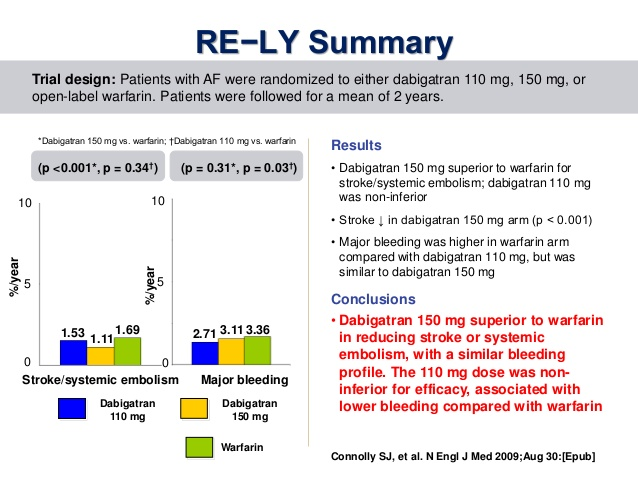 RE–LY Summary
Trial design: Patients with AF were randomized to either dabigatran 110 mg, 150 mg, or
open-label warfarin. Patients were followed for a mean of 2 years.
*Dabigatran 150 mg vs. warfarin; †Dabigatran 110 mg vs. warfarin
(p <0.001*, p = 0.34†)
(p = 0.31*, p = 0.03†)
10
5
0
%/year
1.53
1.11
1.69
Stroke/systemic embolism
10
5
0
%/year
2.71
3.11
3.36
Major bleeding
Dabigatran
110 mg
Dabigatran
150 mg
Warfarin
Results
• Dabigatran 150 mg superior to warfarin for
stroke/systemic embolism; dabigatran 110 mg
was non-inferior
• Stroke ↓ in dabigatran 150 mg arm (p < 0.001)
• Major bleeding was higher in warfarin arm
compared with dabigatran 110 mg, but was
similar to dabigatran 150 mg
Conclusions
• Dabigatran 150 mg superior to warfarin
in reducing stroke or systemic
embolism, with a similar bleeding
profile. The 110 mg dose was non-
inferior for efficacy, associated with
lower bleeding compared with warfarin
Connolly SJ, et al. N Engl J Med 2009;Aug 30:[Epub]